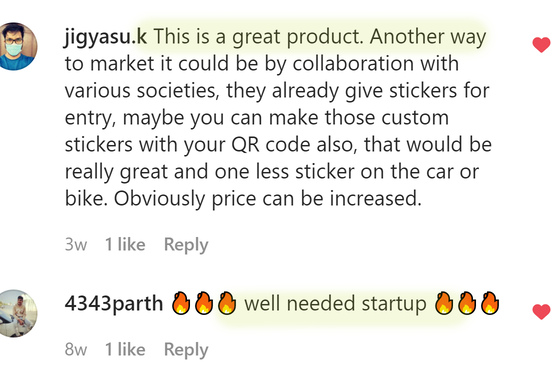 jigyasu.k This is a great product. Another way
to market it could be by collaboration with
various societies, they already give stickers for
entry, maybe you can make those custom
stickers with your QR code also, that would be
really great and one less sticker on the car or
bike. Obviously price can be increased.
3w 1 like Reply
4343parth 🔥🔥🔥 well needed startup 🔥🔥🔥
8w 1 like Reply